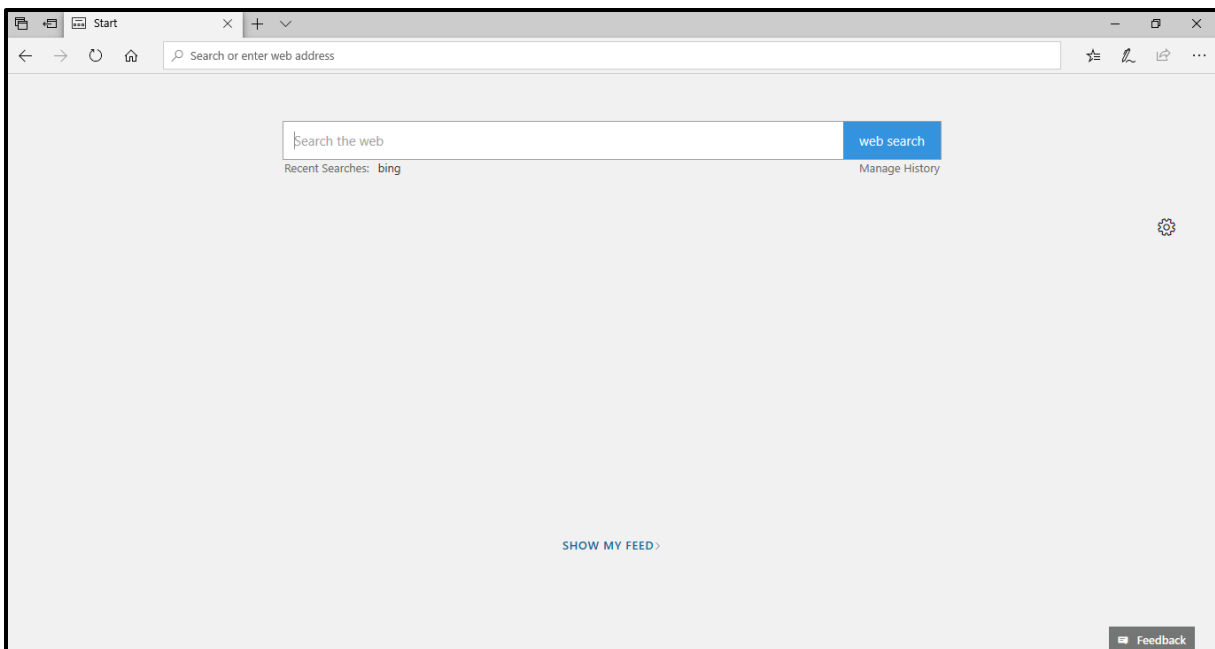 Start
Search or enter web address
Search the web
web search
Recent Searches: bing
Manage History
SHOW MY FEED
Feedback